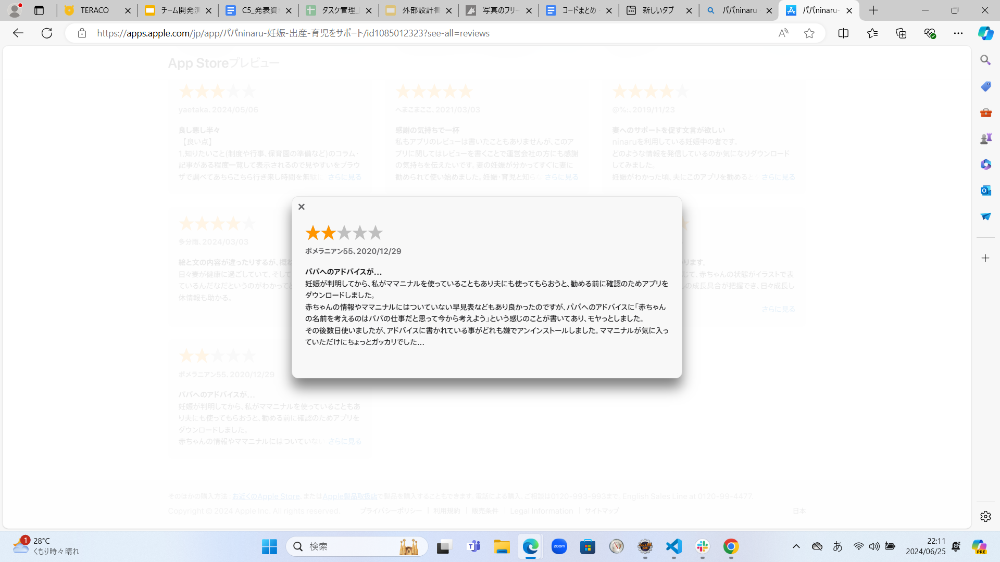 TERACO
チーム開発演
C5_発表資
タスク管理_
外部設計書
写真のフリー
コードまとめ
新しいタブ
パパninaru
パパninaru-
https://apps.apple.com/jp/app/パパninaru-妊娠-出産-育児をサポート/id1085012323?see-all=reviews
App Storeプレビュー
yaetaka、2024/05/06
良し悪し半々
【良い点】
1.知りたいこと(制度や行事、保育園の準備など)のコラム・
記事がある程度一覧して表示されるので見やすいをブラウ
ザで調べてあちらこちら行き来し時間を無駄に さらに見る
へまこまここ、2021/03/03
感謝の気持ちで一杯
私もアプリのレビューは書いたこともありませんが、このア
プリに関してはレビューを書くことで運営会社の方にも感謝
の気持ちを伝えたいです。妻の妊娠が分かってすぐに妻に
勧められて使い始めました。妊娠・育児と知らな さらに見る
@%:、2019/11/23
妻へのサポートを促す文言が欲しい
ninaruを利用している妊娠中の者です。
どのような情報を発信しているのか気になりダウンロード
してみました。
妊娠がわかった頃、夫にこのアプリを勧めると さらに見る
多分雨、2024/03/03
絵と文の内容が違ったりするが、概ね
日々妻が健康に過ごしていて、そして
ているんだなだというのがわかってと
休情報も助かる。
ります。
じて、赤ちゃんの状態がイラストで表
しの成長具合が把握でき、日々成長し
さらに見る
ポメラニアン55、2020/12/29
パパへのアドバイスが...
妊娠が判明してから、私がママニナルを使っていることもあり夫にも使ってもらおうと、勧める前に確認のためアプリを
ダウンロードしました。
赤ちゃんの情報やママニナルにはついていない早見表などもあり良かったのですが、パパへのアドバイスに「赤ちゃん
の名前を考えるのはパパの仕事だと思って今から考えよう」という感じのことが書いてあり、モヤっとしました。
その後数日使いましたが、アドバイスに書かれている事がどれも嫌でアンインストールしました。ママニナルが気に入っ
ていただけにちょっとガッカリでした...
ポメラニアン55、2020/12/29
パパへのアドバイスが...
妊娠が判明してから、私がママニナルを使っていることもあ
り夫にも使ってもらおうと、勧める前に確認のためアプリを
ダウンロードしました。
赤ちゃんの情報やママニナルにはついていない さらに見る
そのほかの購入方法：お近くのApple Store、またはApple製品取扱店で製品を購入することもできます。電話による購入、ご相談は0120-993-993まで。English Sales Line at 0120-99-4477.
Copyright © 2024 Apple Inc. All rights reserved. プライバシーポリシー 利用規約 販売条件 Legal Information サイトマップ 日本
1
28°C
くもり時々晴れ
検索
zoom
あ
22:11
2024/06/25
PRE